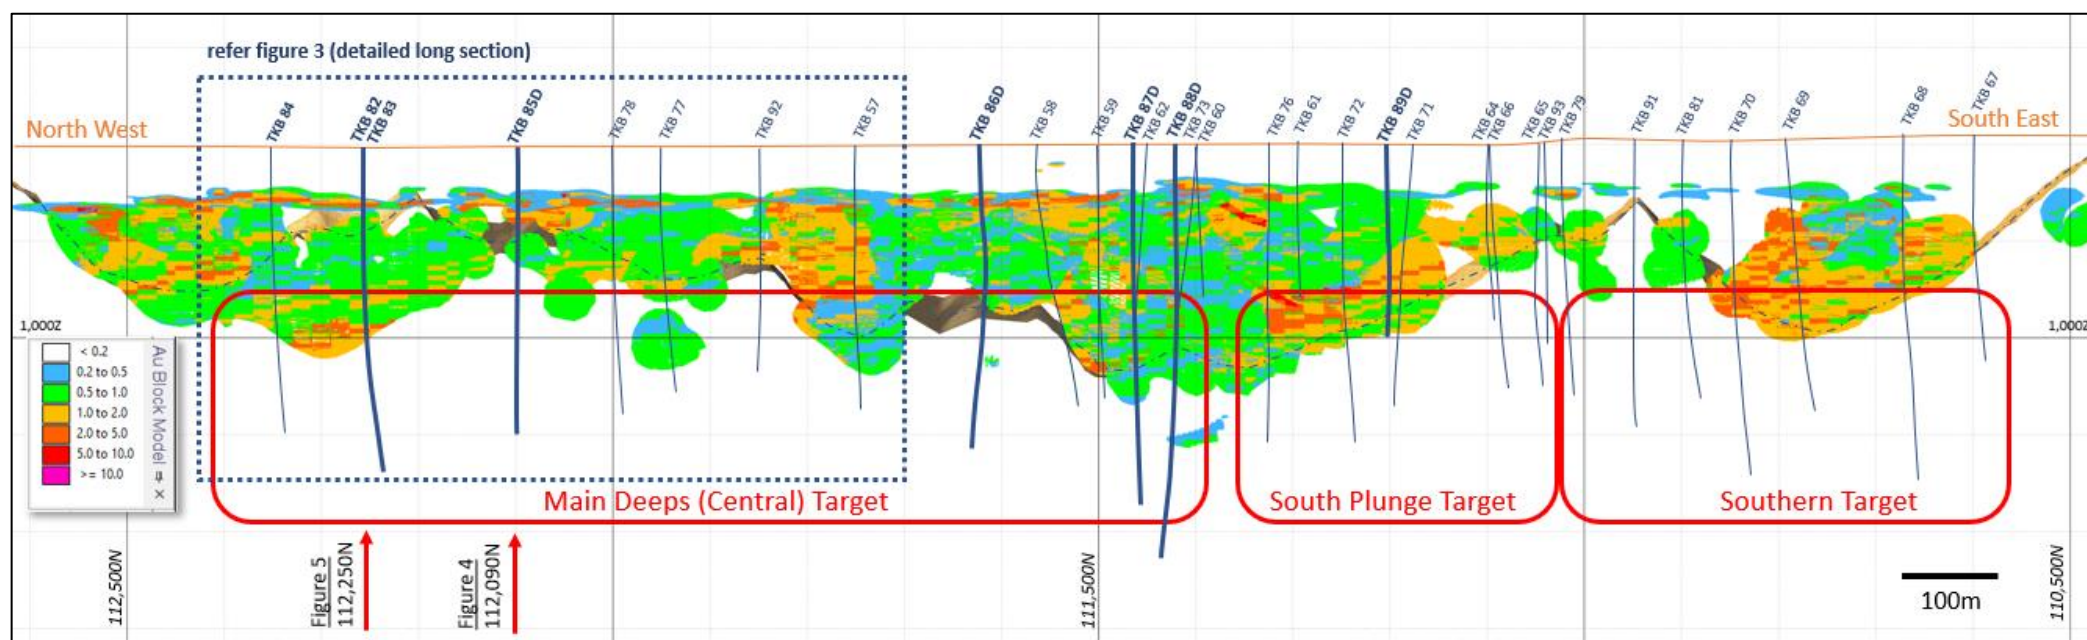 refer figure 3 (detailed long section)
North West
South East
TKB 84
TKB 82
TKB 83
TKB 85D
TKB 78
TKB 77
TKB 92
TKB 57
TKB 86D
TKB 58
TKB 59
TKB 87D
TKB 62
TKB 88D
TKB 73
TKB 60
TKB 76
TKB 61
TKB 72
TKB 89D
TKB 71
TKB 64
TKB 66
TKB 65
TKB 93
TKB 79
TKB 91
TKB 81
TKB 70
TKB 69
TKB 68
TKB 67
1,000Z
1,000Z
Au Block Model
< 0.2
0.2 to 0.5
0.5 to 1.0
1.0 to 2.0
2.0 to 5.0
5.0 to 10.0
>= 10.0
Main Deeps (Central) Target
South Plunge Target
Southern Target
112,500N
Figure 5
112,250N
Figure 4
112,090N
111,500N
100m
110,500N